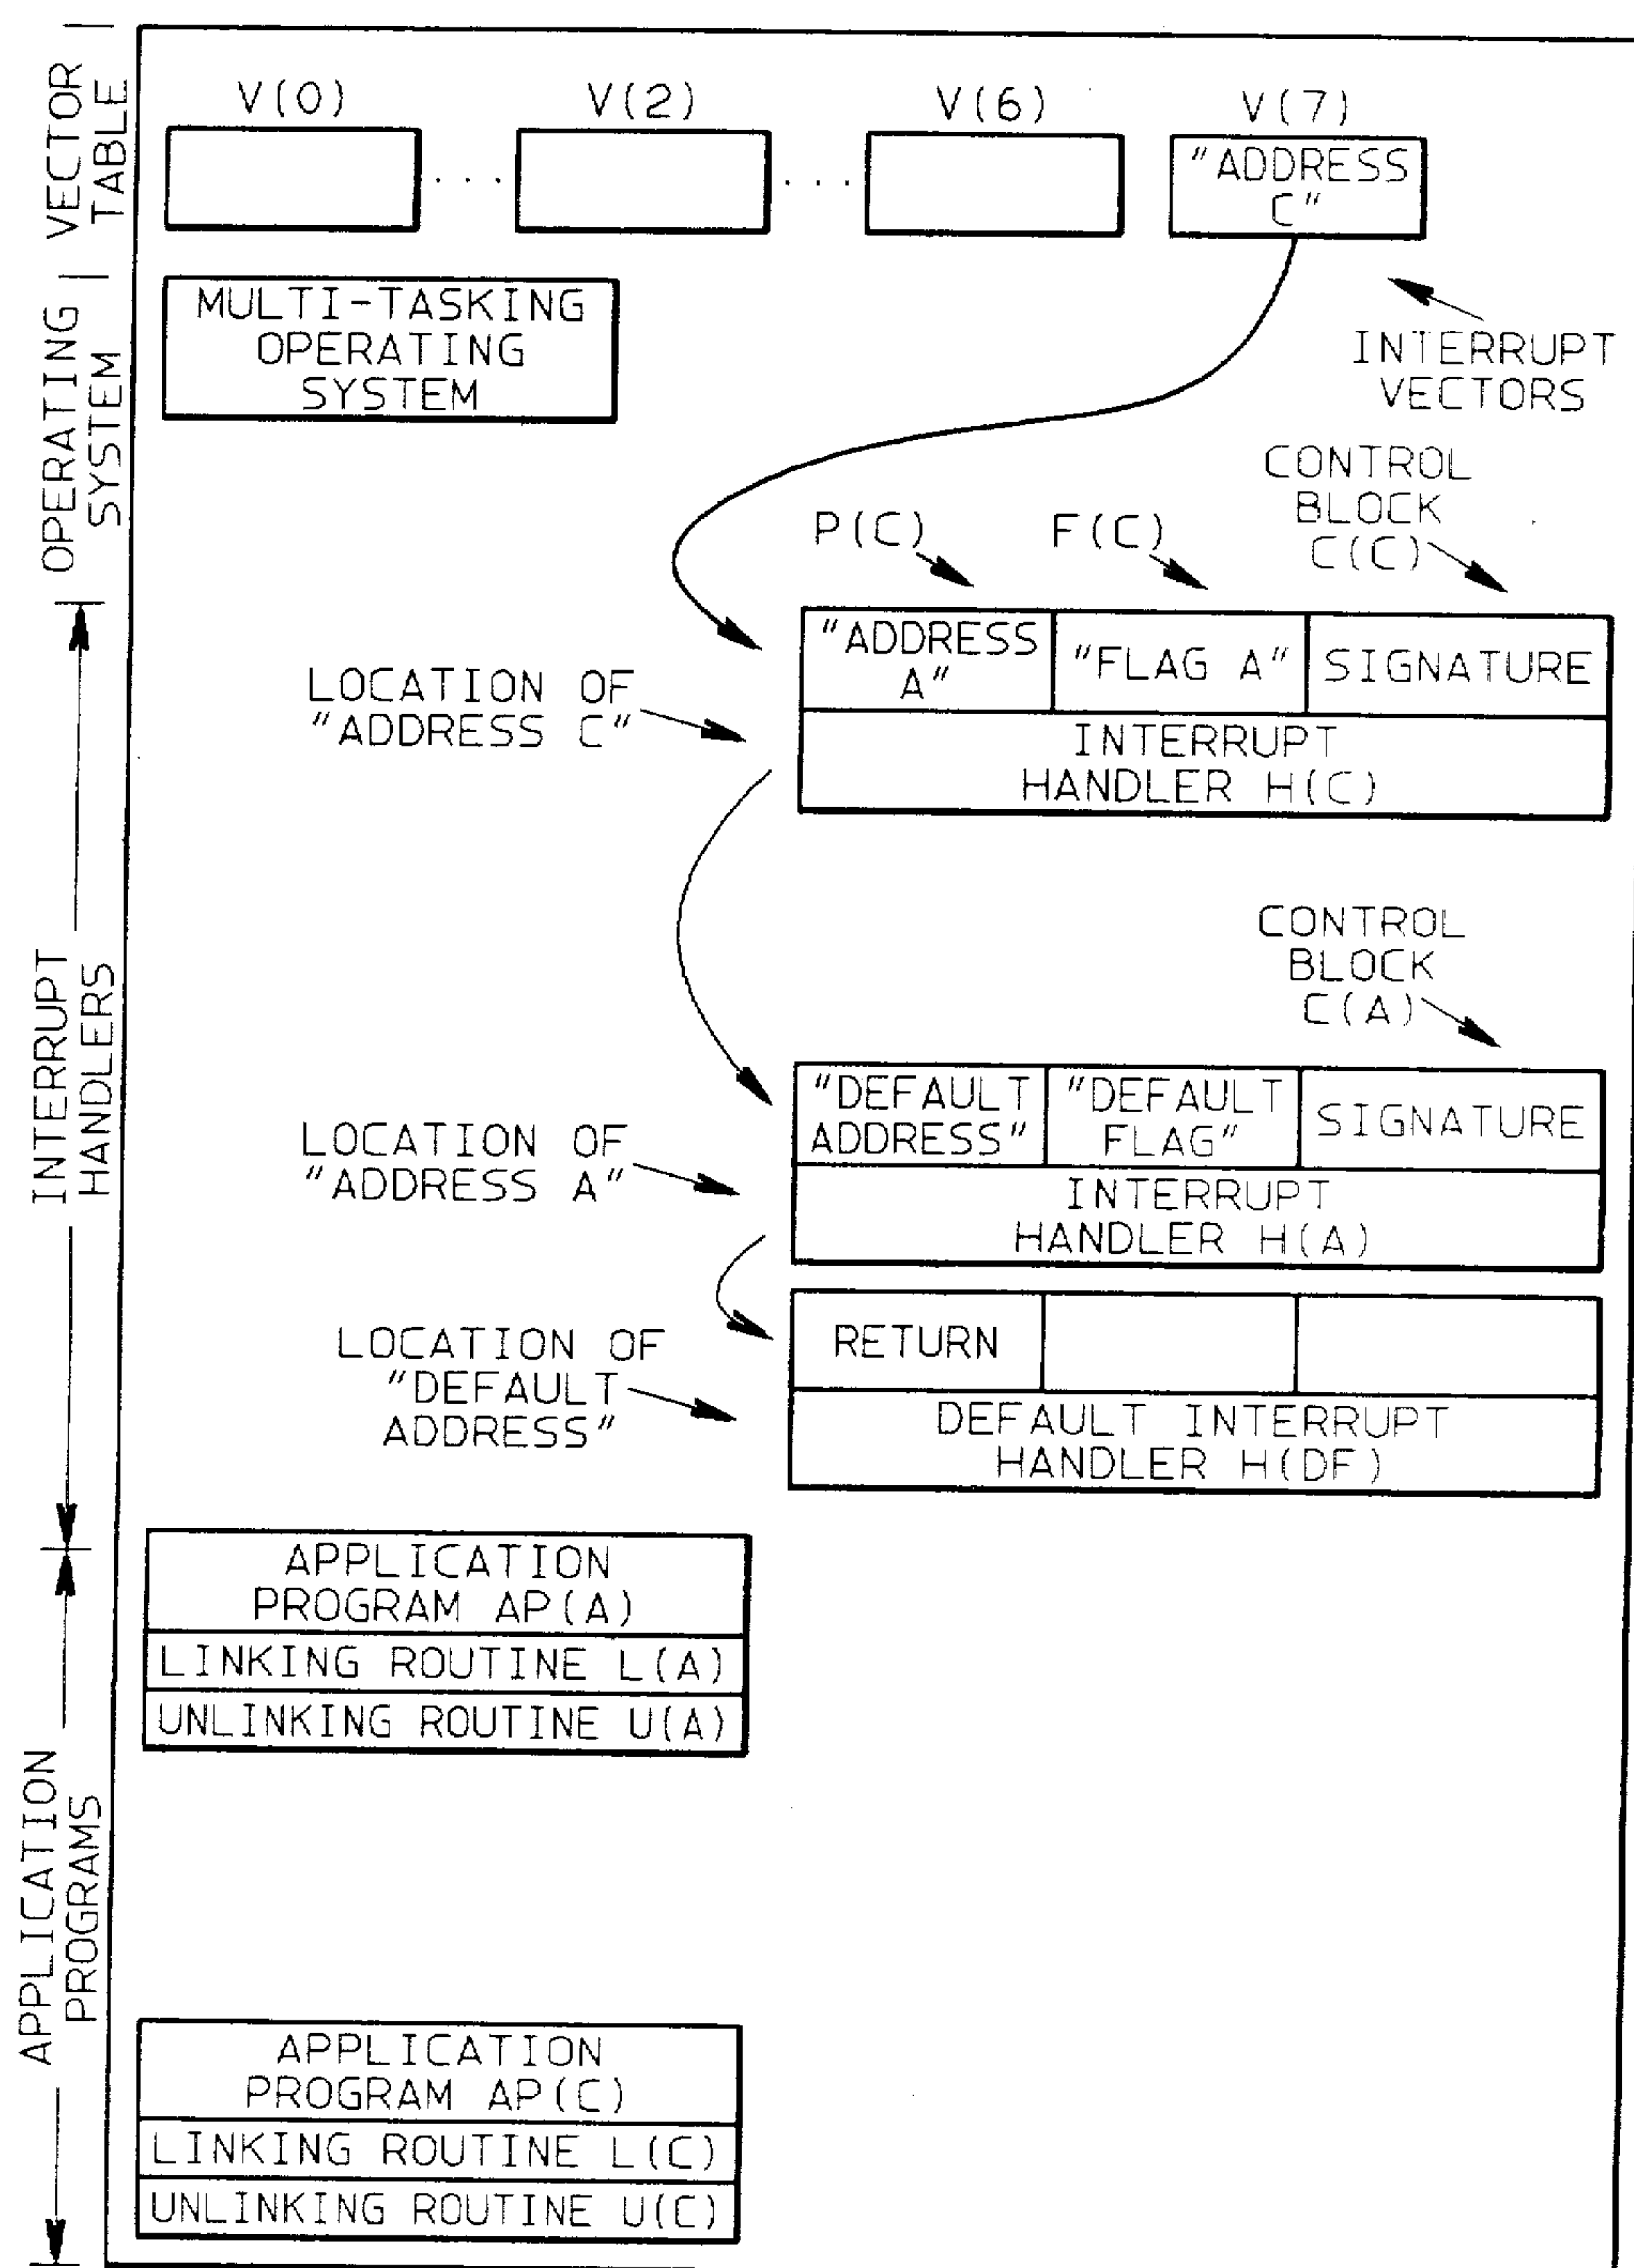 VECTOR
TABLE
OPERATING
SYSTEM
INTERRUPT
HANDLERS
APPLICATION
PROGRAMS
V(0) V(2) V(6) V(7)
... ...
"ADDRESS
C"
MULTI-TASKING
OPERATING
SYSTEM
INTERRUPT
VECTORS
P(C)
F(C)
CONTROL
BLOCK
C(C)
LOCATION OF
"ADDRESS C"
"ADDRESS
A"
"FLAG A"
SIGNATURE
INTERRUPT
HANDLER H(C)
CONTROL
BLOCK
C(A)
LOCATION OF
"ADDRESS A"
"DEFAULT
ADDRESS"
"DEFAULT
FLAG"
SIGNATURE
INTERRUPT
HANDLER H(A)
LOCATION OF
"DEFAULT
ADDRESS"
RETURN
DEFAULT INTERRUPT
HANDLER H(DF)
APPLICATION
PROGRAM AP(A)
LINKING ROUTINE L(A)
UNLINKING ROUTINE U(A)
APPLICATION
PROGRAM AP(C)
LINKING ROUTINE L(C)
UNLINKING ROUTINE U(C)